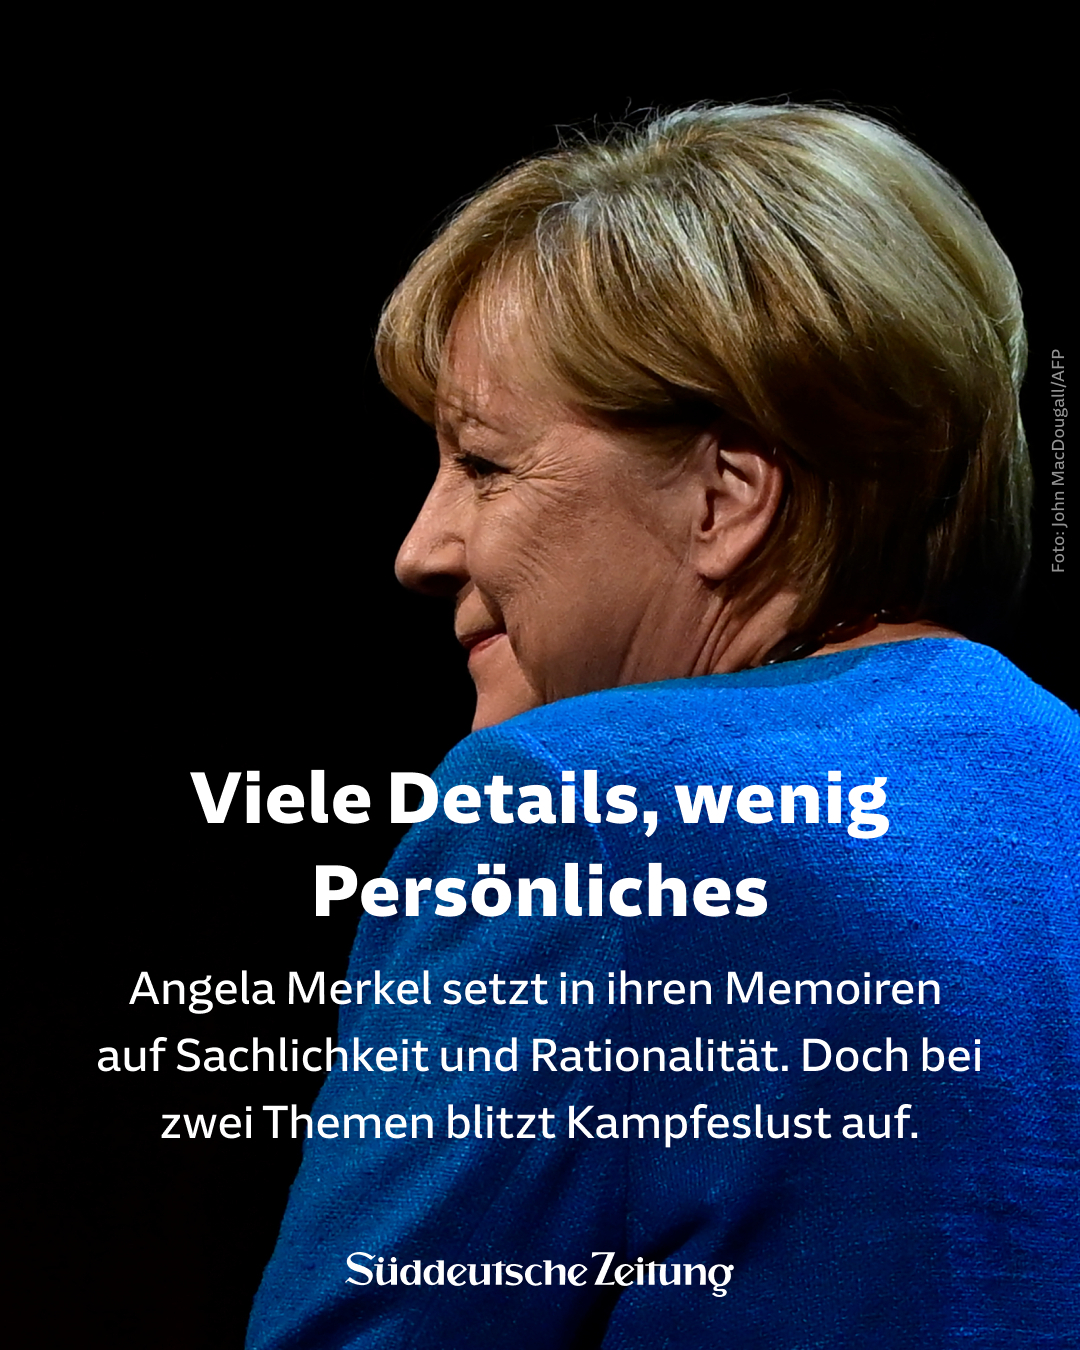 Foto: John MacDougall/AFP
Viele Details, wenig
Persönliches
Angela Merkel setzt in ihren Memoiren
auf Sachlichkeit und Rationalität. Doch bei
zwei Themen blitzt Kampfeslust auf.
Süddeutsche Zeitung